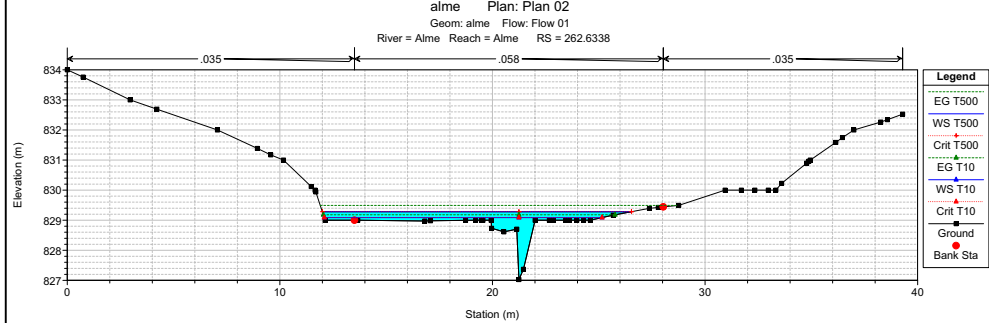 alme Plan: Plan 02
Geom: alme Flow: Flow 01
River = Alme Reach = Alme RS = 262.6338
.035 .058 .035
834
833
832
831
830
829
828
827
Elevation (m)
0 10 20 30 40
Station (m)
Legend
EG T500
WS T500
Crit T500
EG T10
WS T10
Crit T10
Ground
Bank Sta